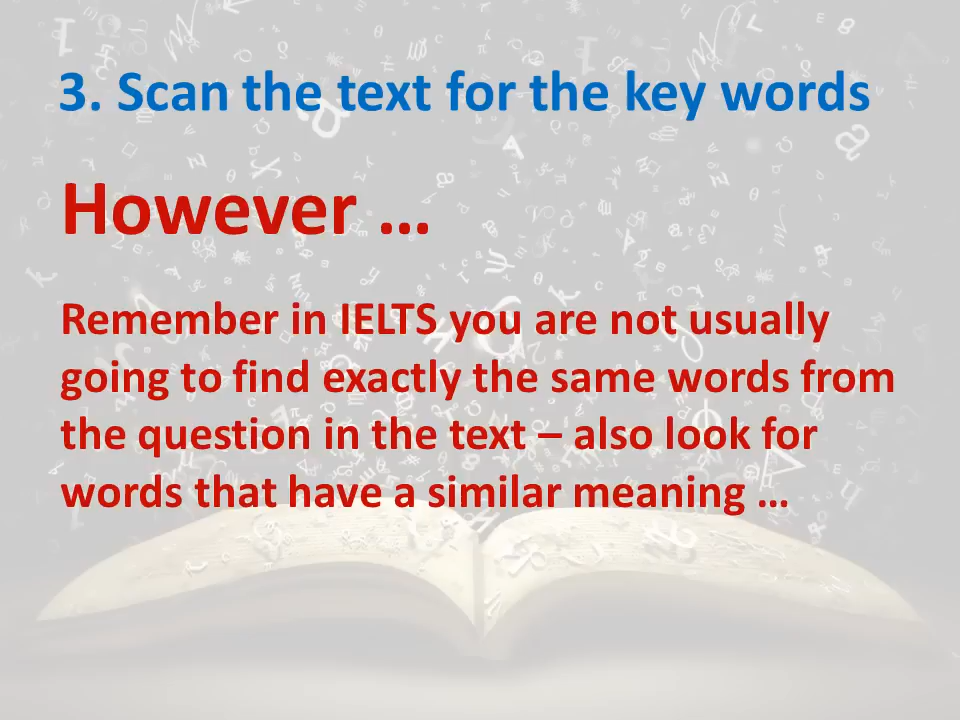 3. Scan the text for the key words
However …
Remember in IELTS you are not usually
going to find exactly the same words from
the question in the text – also look for
words that have a similar meaning …